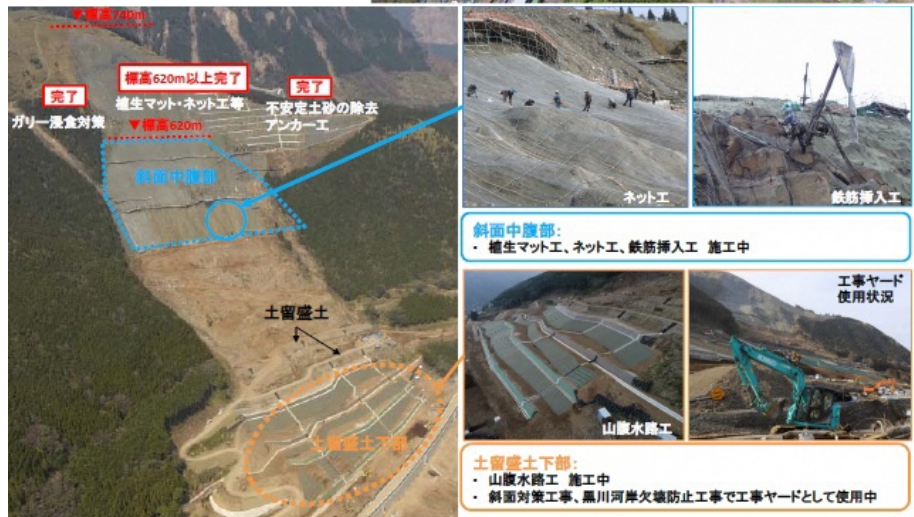 ▼標高740m
標高620m以上完了
植生マット・ネット工等
完了
ガリー浸食対策
完了
不安定土砂の除去
アンカー工
▼標高620m
斜面中腹部
土留盛土
土留盛土下部
ネット工
鉄筋挿入工
斜面中腹部:
・ 植生マット工、ネット工、鉄筋挿入工 施工中
山腹水路工
工事ヤード
使用状況
土留盛土下部:
・ 山腹水路工 施工中
・ 斜面対策工事、黒川河岸欠壊防止工事で工事ヤードとして使用中